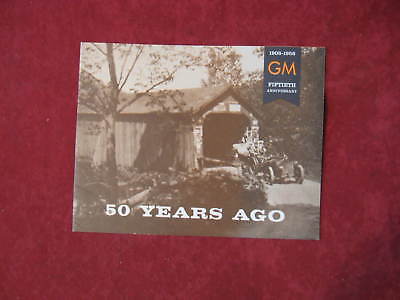 1908-1958
GM
FIFTIETH
ANNIVERSARY
50 YEARS AGO